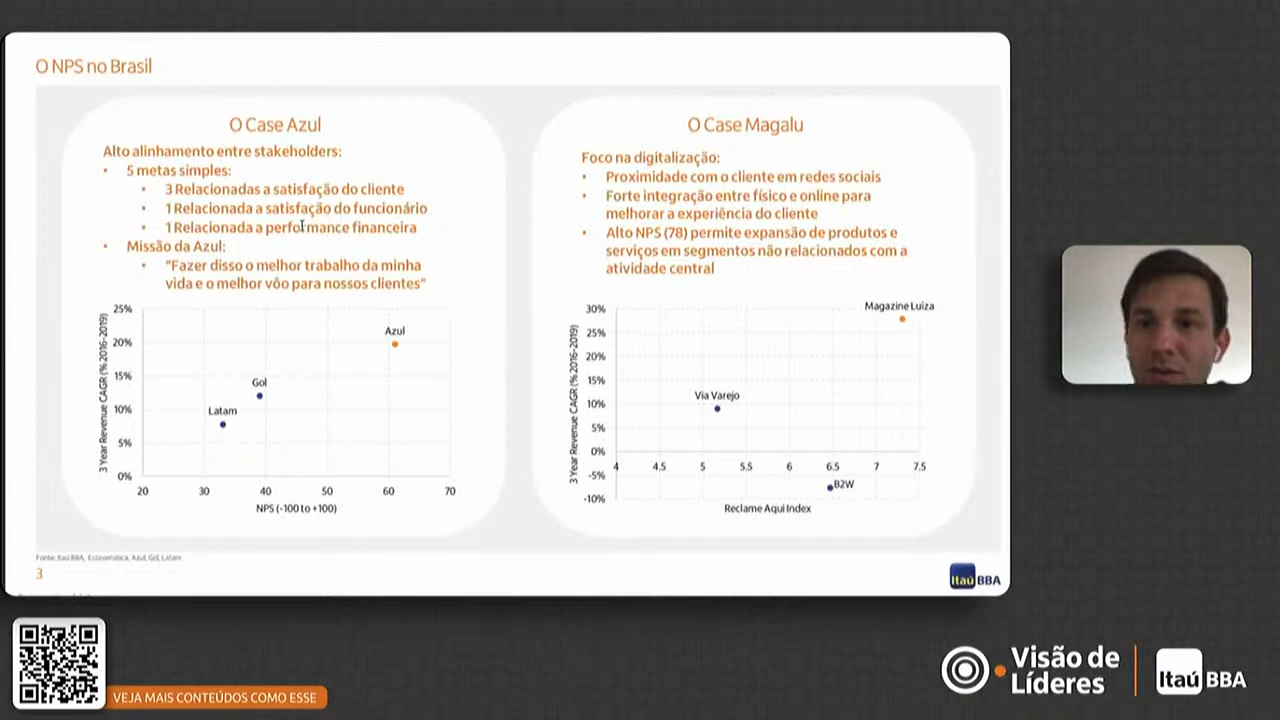 O NPS no Brasil
O Case Azul
Alto alinhamento entre stakeholders:
• 5 metas simples:
• 3 Relacionadas a satisfação do cliente
• 1 Relacionada a satisfação do funcionário
• 1 Relacionada a performance financeira
• Missão da Azul:
• “Fazer disso o melhor trabalho da minha
vida e o melhor vôo para nossos clientes”
3 Year Revenue CAGR (% 2016-2019)
25%
20%
15%
10%
5%
0%
Azul
Gol
Latam
20 30 40 50 60 70
NPS (-100 to +100)
O Case Magalu
Foco na digitalização:
• Proximidade com o cliente em redes sociais
• Forte integração entre físico e online para
melhorar a experiência do cliente
• Alto NPS (78) permite expansão de produtos e
serviços em segmentos não relacionados com a
atividade central
3 Year Revenue CAGR (% 2016-2019)
30%
25%
20%
15%
10%
5%
0%
-5%
-10%
Magazine Luiza
Via Varejo
4 4.5 5 5.5 6 6.5 7 7.5
B2W
Reclame Aqui Index
Fonte: Itaú BBA, Economática, Azul, Gol, Latam
3
Itaú BBA
VEJA MAIS CONTEÚDOS COMO ESSE
Visão de
Líderes
Itaú BBA